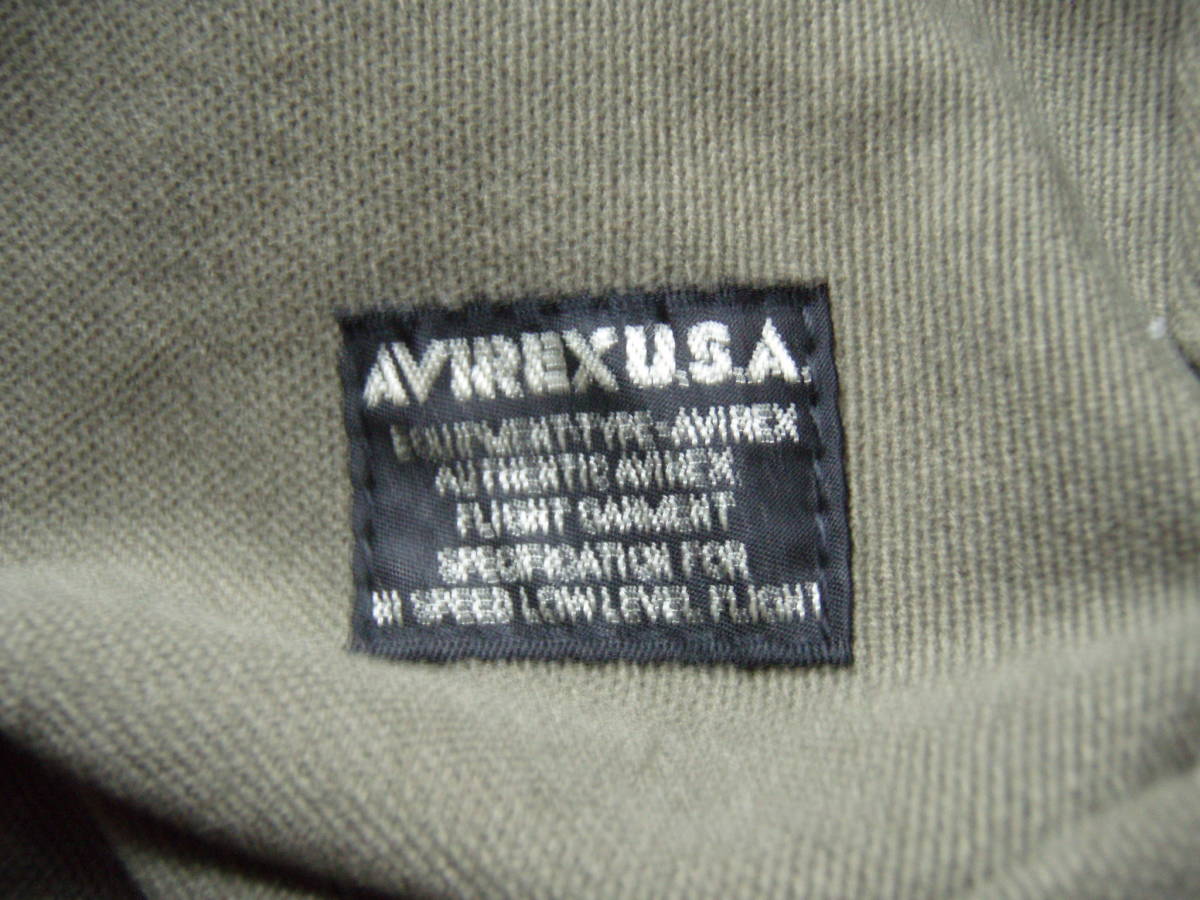 AVIREX U.S.A.
EQUIPMENT-TYPE-AVIREX
AUTHENTIC AVIREX
FLIGHT GARMENT
SPECIFICATION FOR
HI SPEED LOW LEVEL FLIGHT